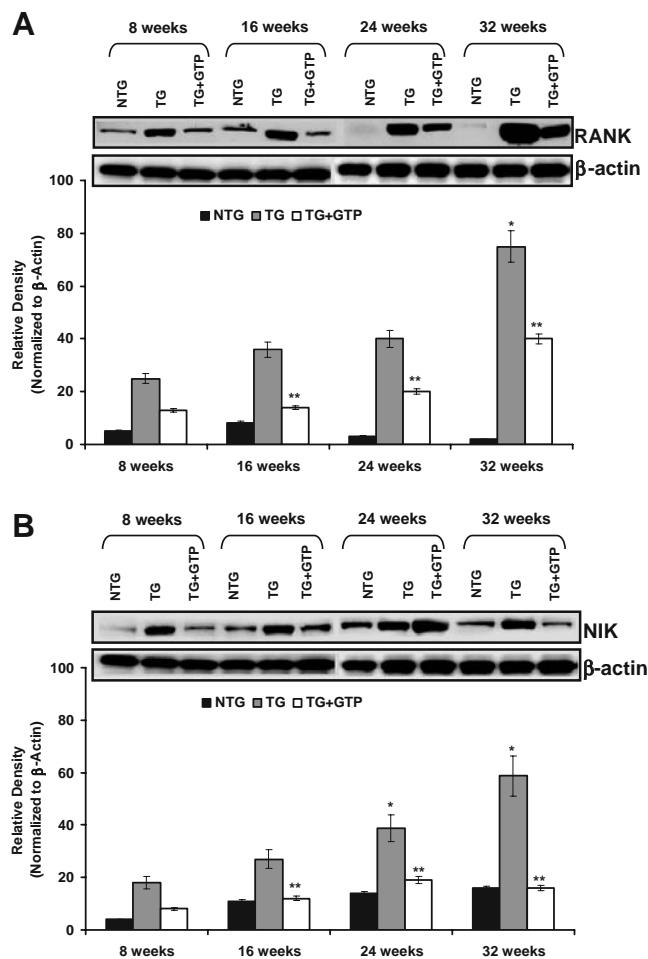 A
8 weeks 16 weeks 24 weeks 32 weeks
NTG TG TG+GTP NTG TG TG+GTP NTG TG TG+GTP NTG TG TG+GTP
RANK
β-actin
Relative Density
(Normalized to β-Actin)
100
80
60
40
20
0
NTG TG TG+GTP
** ** * **
8 weeks 16 weeks 24 weeks 32 weeks
B
8 weeks 16 weeks 24 weeks 32 weeks
NTG TG TG+GTP NTG TG TG+GTP NTG TG TG+GTP NTG TG TG+GTP
NIK
β-actin
Relative Density
(Normalized to β-Actin)
100
80
60
40
20
0
NTG TG TG+GTP
** * ** * **
8 weeks 16 weeks 24 weeks 32 weeks